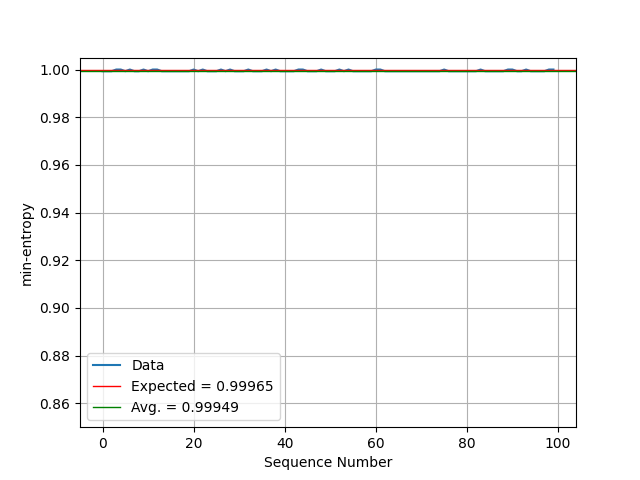 1.00
0.98
0.96
0.94
0.92
0.90
0.88
0.86
min-entropy
Data
Expected = 0.99965
Avg. = 0.99949
0 20 40 60 80 100
Sequence Number